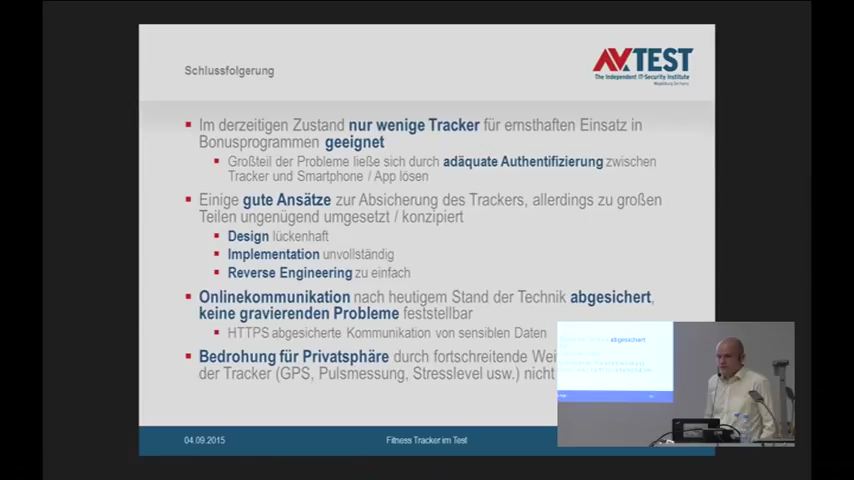 Schlussfolgerung
AV TEST
The Independent IT-Security Institute
Magdeburg Germany
Im derzeitigen Zustand nur wenige Tracker für ernsthaften Einsatz in
Bonusprogrammen geeignet
Großteil der Probleme ließe sich durch adäquate Authentifizierung zwischen
Tracker und Smartphone / App lösen
Einige gute Ansätze zur Absicherung des Trackers, allerdings zu großen
Teilen ungenügend umgesetzt / konzipiert
Design lückenhaft
Implementation unvollständig
Reverse Engineering zu einfach
Onlinekommunikation nach heutigem Stand der Technik abgesichert,
keine gravierenden Probleme feststellbar
HTTPS abgesicherte Kommunikation von sensiblen Daten
Bedrohung für Privatsphäre durch fortschreitende Wei
der Tracker (GPS, Pulsmessung, Stresslevel usw.) nicht
abgesichert
04.09.2015
Fitness Tracker im Test